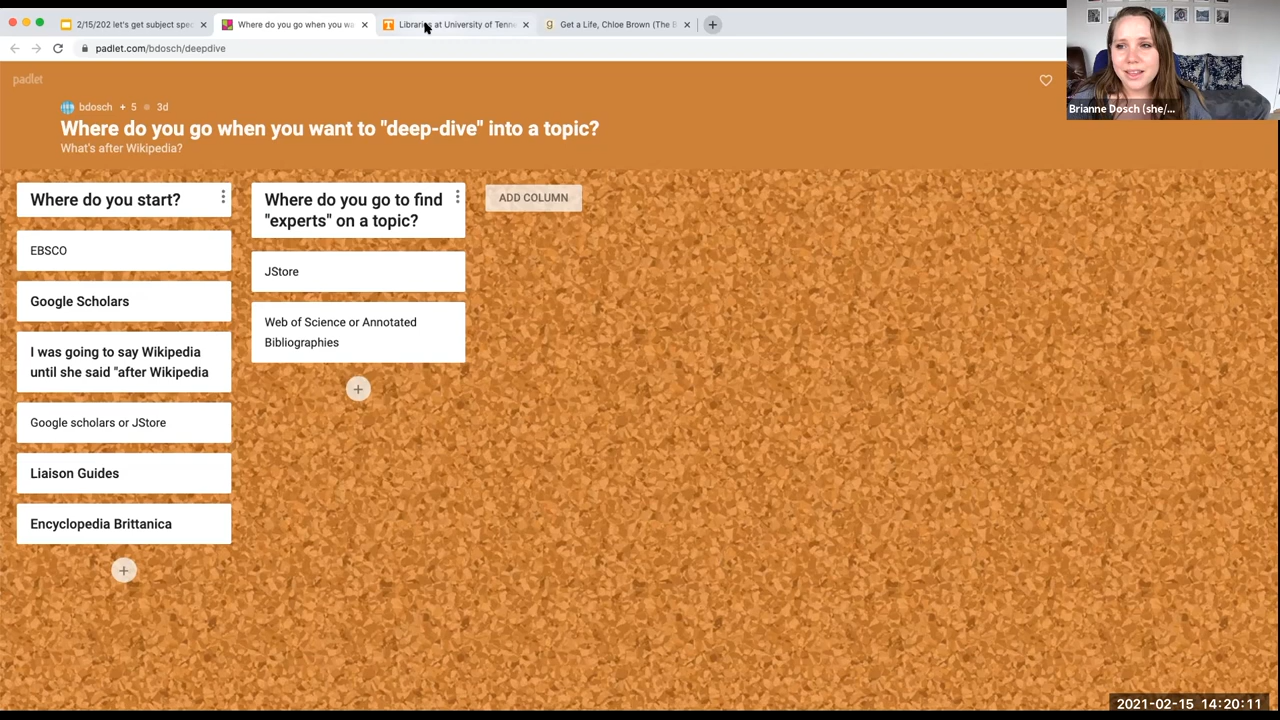 2/15/202 let's get subject spec
Where do you go when you wa
Libraries at University of Tenne
Get a Life, Chloe Brown (The B
padlet.com/bdosch/deepdive
padlet
bdosch + 5 3d
Where do you go when you want to "deep-dive" into a topic?
What's after Wikipedia?
Where do you start?
EBSCO
Google Scholars
I was going to say Wikipedia
until she said "after Wikipedia
Google scholars or JStore
Liaison Guides
Encyclopedia Brittanica
Where do you go to find
"experts" on a topic?
JStore
Web of Science or Annotated
Bibliographies
ADD COLUMN
Brianne Dosch (she/...
2021-02-15 14:20:11